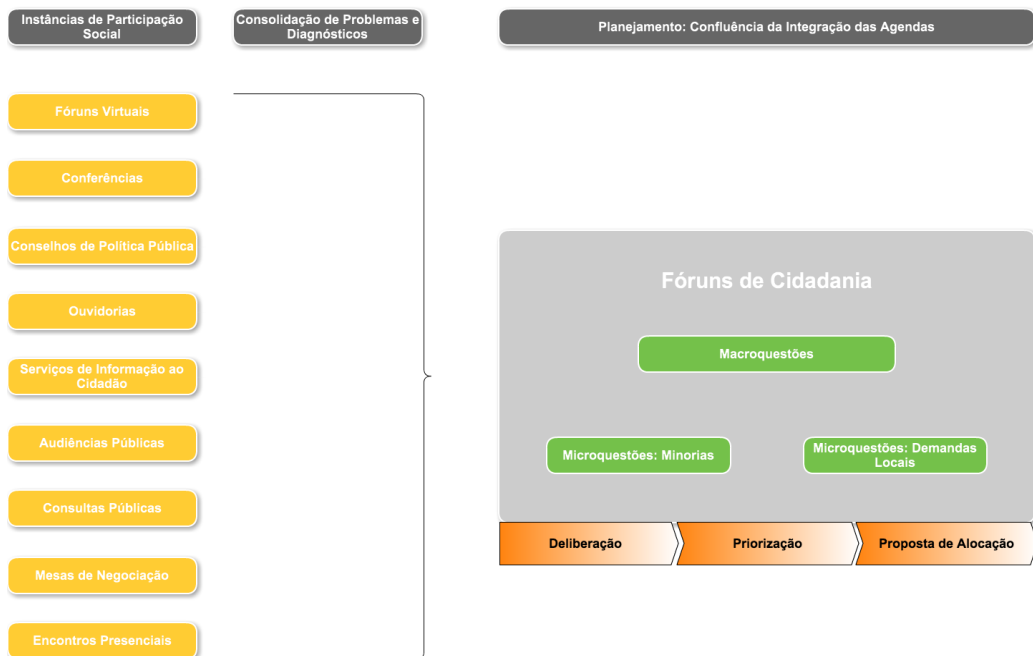 Instâncias de Participação
Social
Consolidação de Problemas e
Diagnósticos
Planejamento: Confluência da Integração das Agendas
Fóruns Virtuais
Conferências
Conselhos de Política Pública
Ouvidorias
Serviços de Informação ao
Cidadão
Audiências Públicas
Consultas Públicas
Mesas de Negociação
Encontros Presenciais
Fóruns de Cidadania
Macroquestões
Microquestões: Minorias
Microquestões: Demandas
Locais
Deliberação
Priorização
Proposta de Alocação